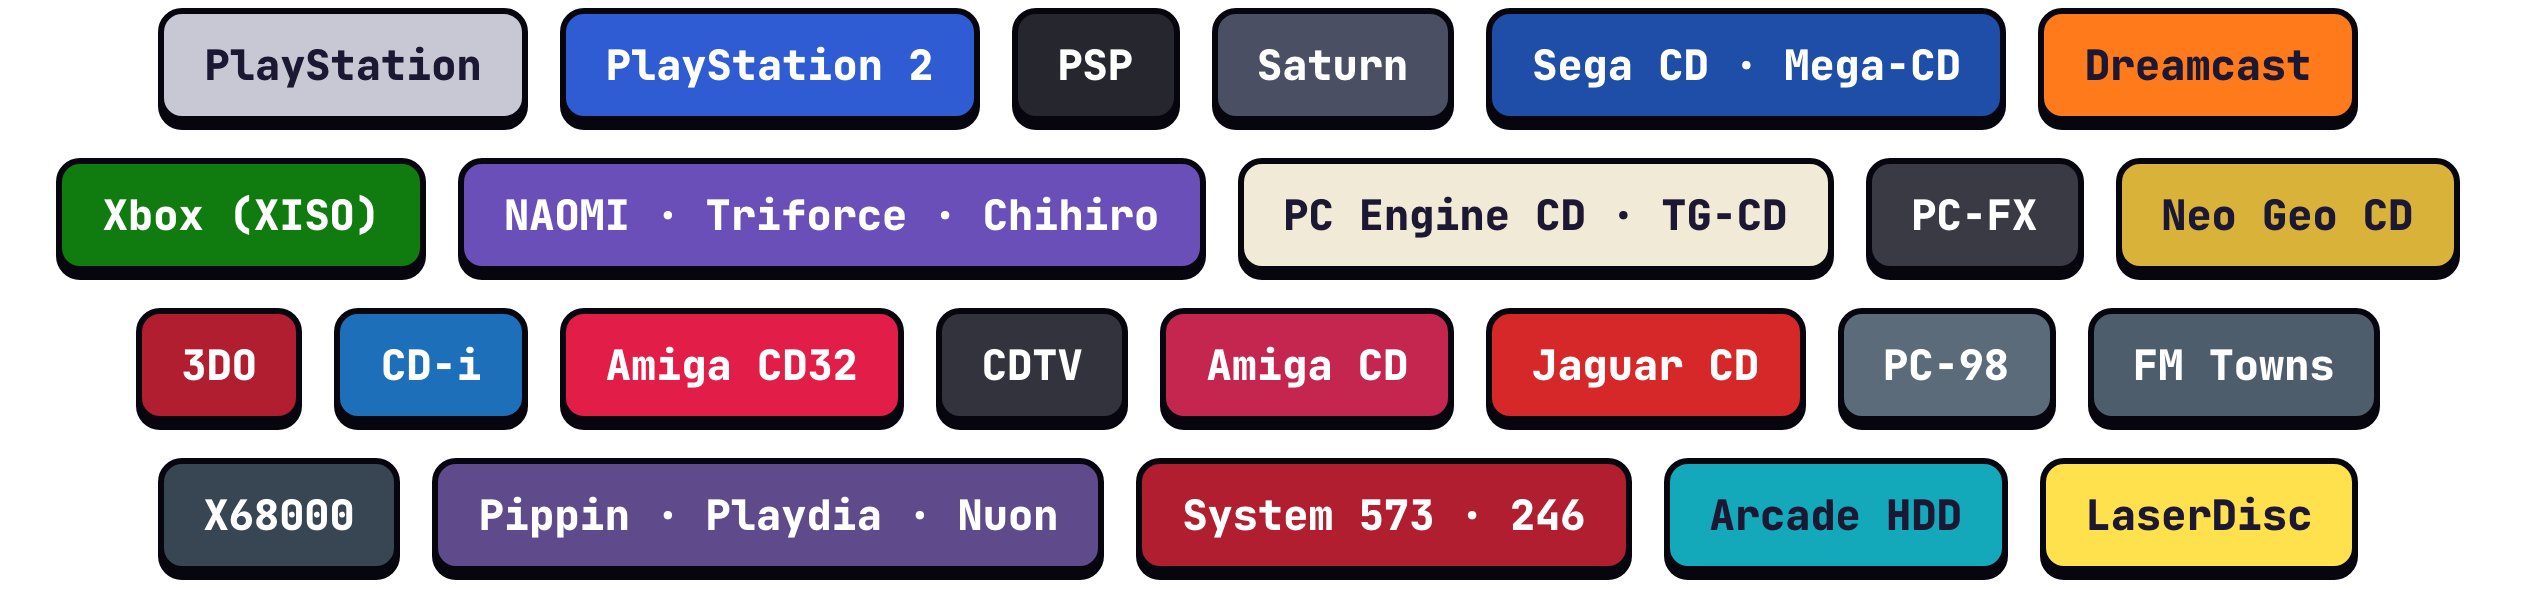 PlayStation PlayStation 2 PSP Saturn Sega CD · Mega-CD Dreamcast
Xbox (XISO) NAOMI · Triforce · Chihiro PC Engine CD · TG-CD PC-FX Neo Geo CD
3DO CD-i Amiga CD32 CDTV Amiga CD Jaguar CD PC-98 FM Towns
X68000 Pippin · Playdia · Nuon System 573 · 246 Arcade HDD LaserDisc